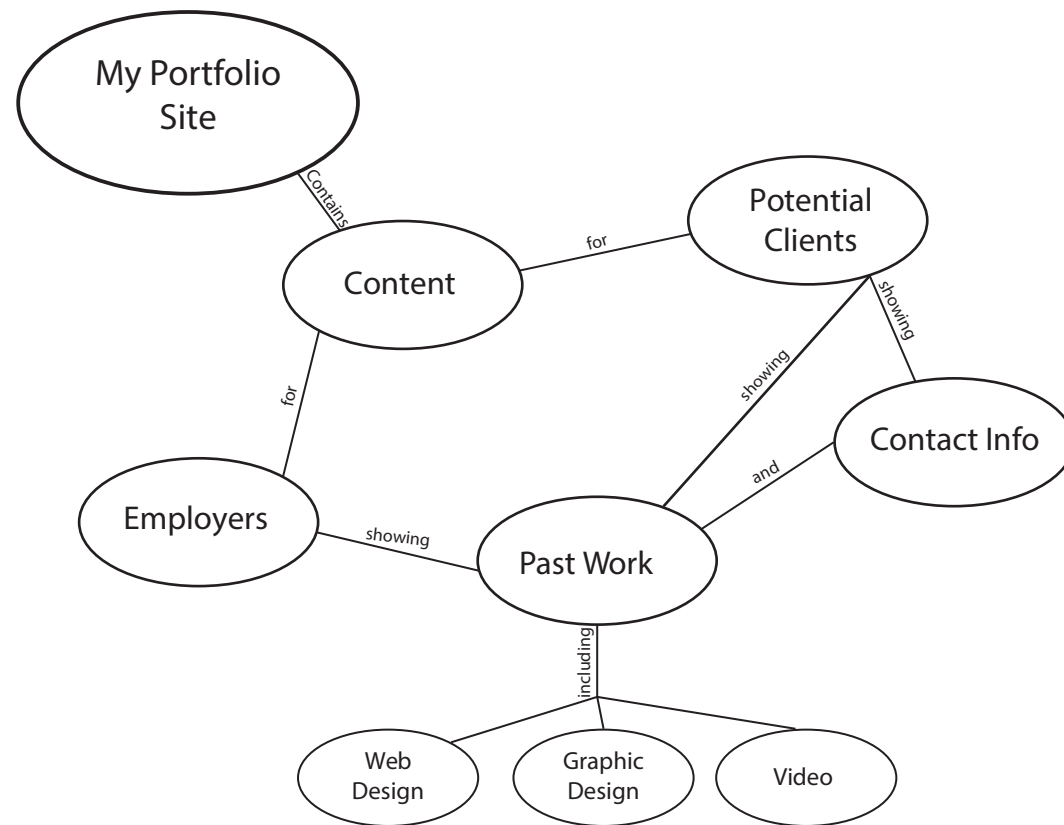 My Portfolio
Site
Contains
Content
for
Potential
Clients
showing
showing
Contact Info
for
and
Employers
showing
Past Work
including
Web
Design
Graphic
Design
Video